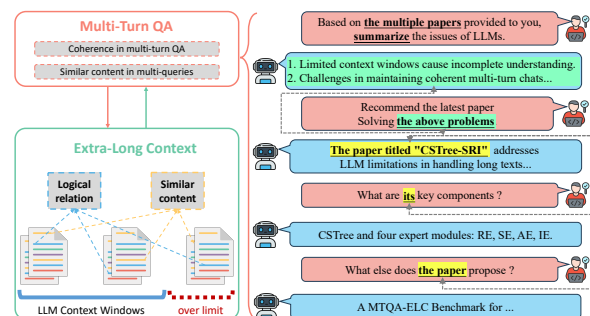 Multi-Turn QA
Coherence in multi-turn QA
Similar content in multi-queries
Extra-Long Context
Logical
relation
Similar
content
LLM Context Windows
over limit
Based on the multiple papers provided to you,
summarize the issues of LLMs.
1. Limited context windows cause incomplete understanding.
2. Challenges in maintaining coherent multi-turn chats...
Recommend the latest paper
Solving the above problems
The paper titled "CSTree-SRI" addresses
LLM limitations in handling long texts...
What are its key components ?
CSTree and four expert modules: RE, SE, AE, IE.
What else does the paper propose ?
A MTQA-ELC Benchmark for ...